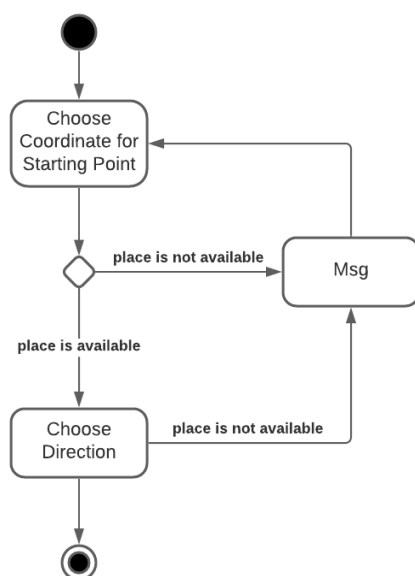 Choose
Coordinate for
Starting Point
place is not available
Msg
place is available
Choose
Direction
place is not available